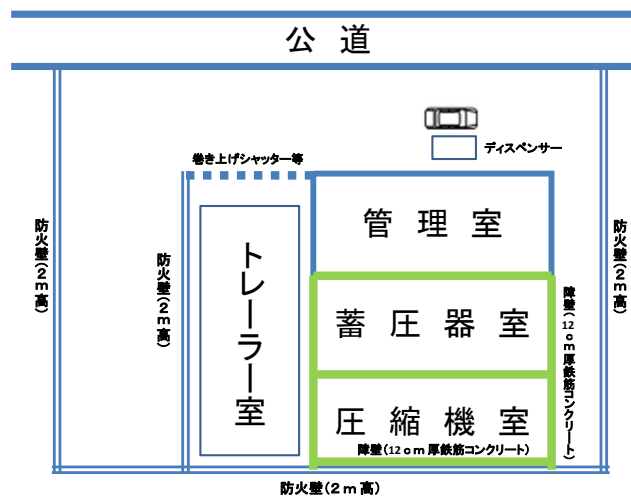 公 道
ディスペンサー
巻き上げシャッター等
管 理 室
防火壁(2m高)
防火壁(2m高)
トレーラー室
蓄 圧 器 室
障壁(12cm厚鉄筋コンクリート)
防火壁(2m高)
圧 縮 機 室
障壁(12cm厚鉄筋コンクリート)
防火壁(2m高)